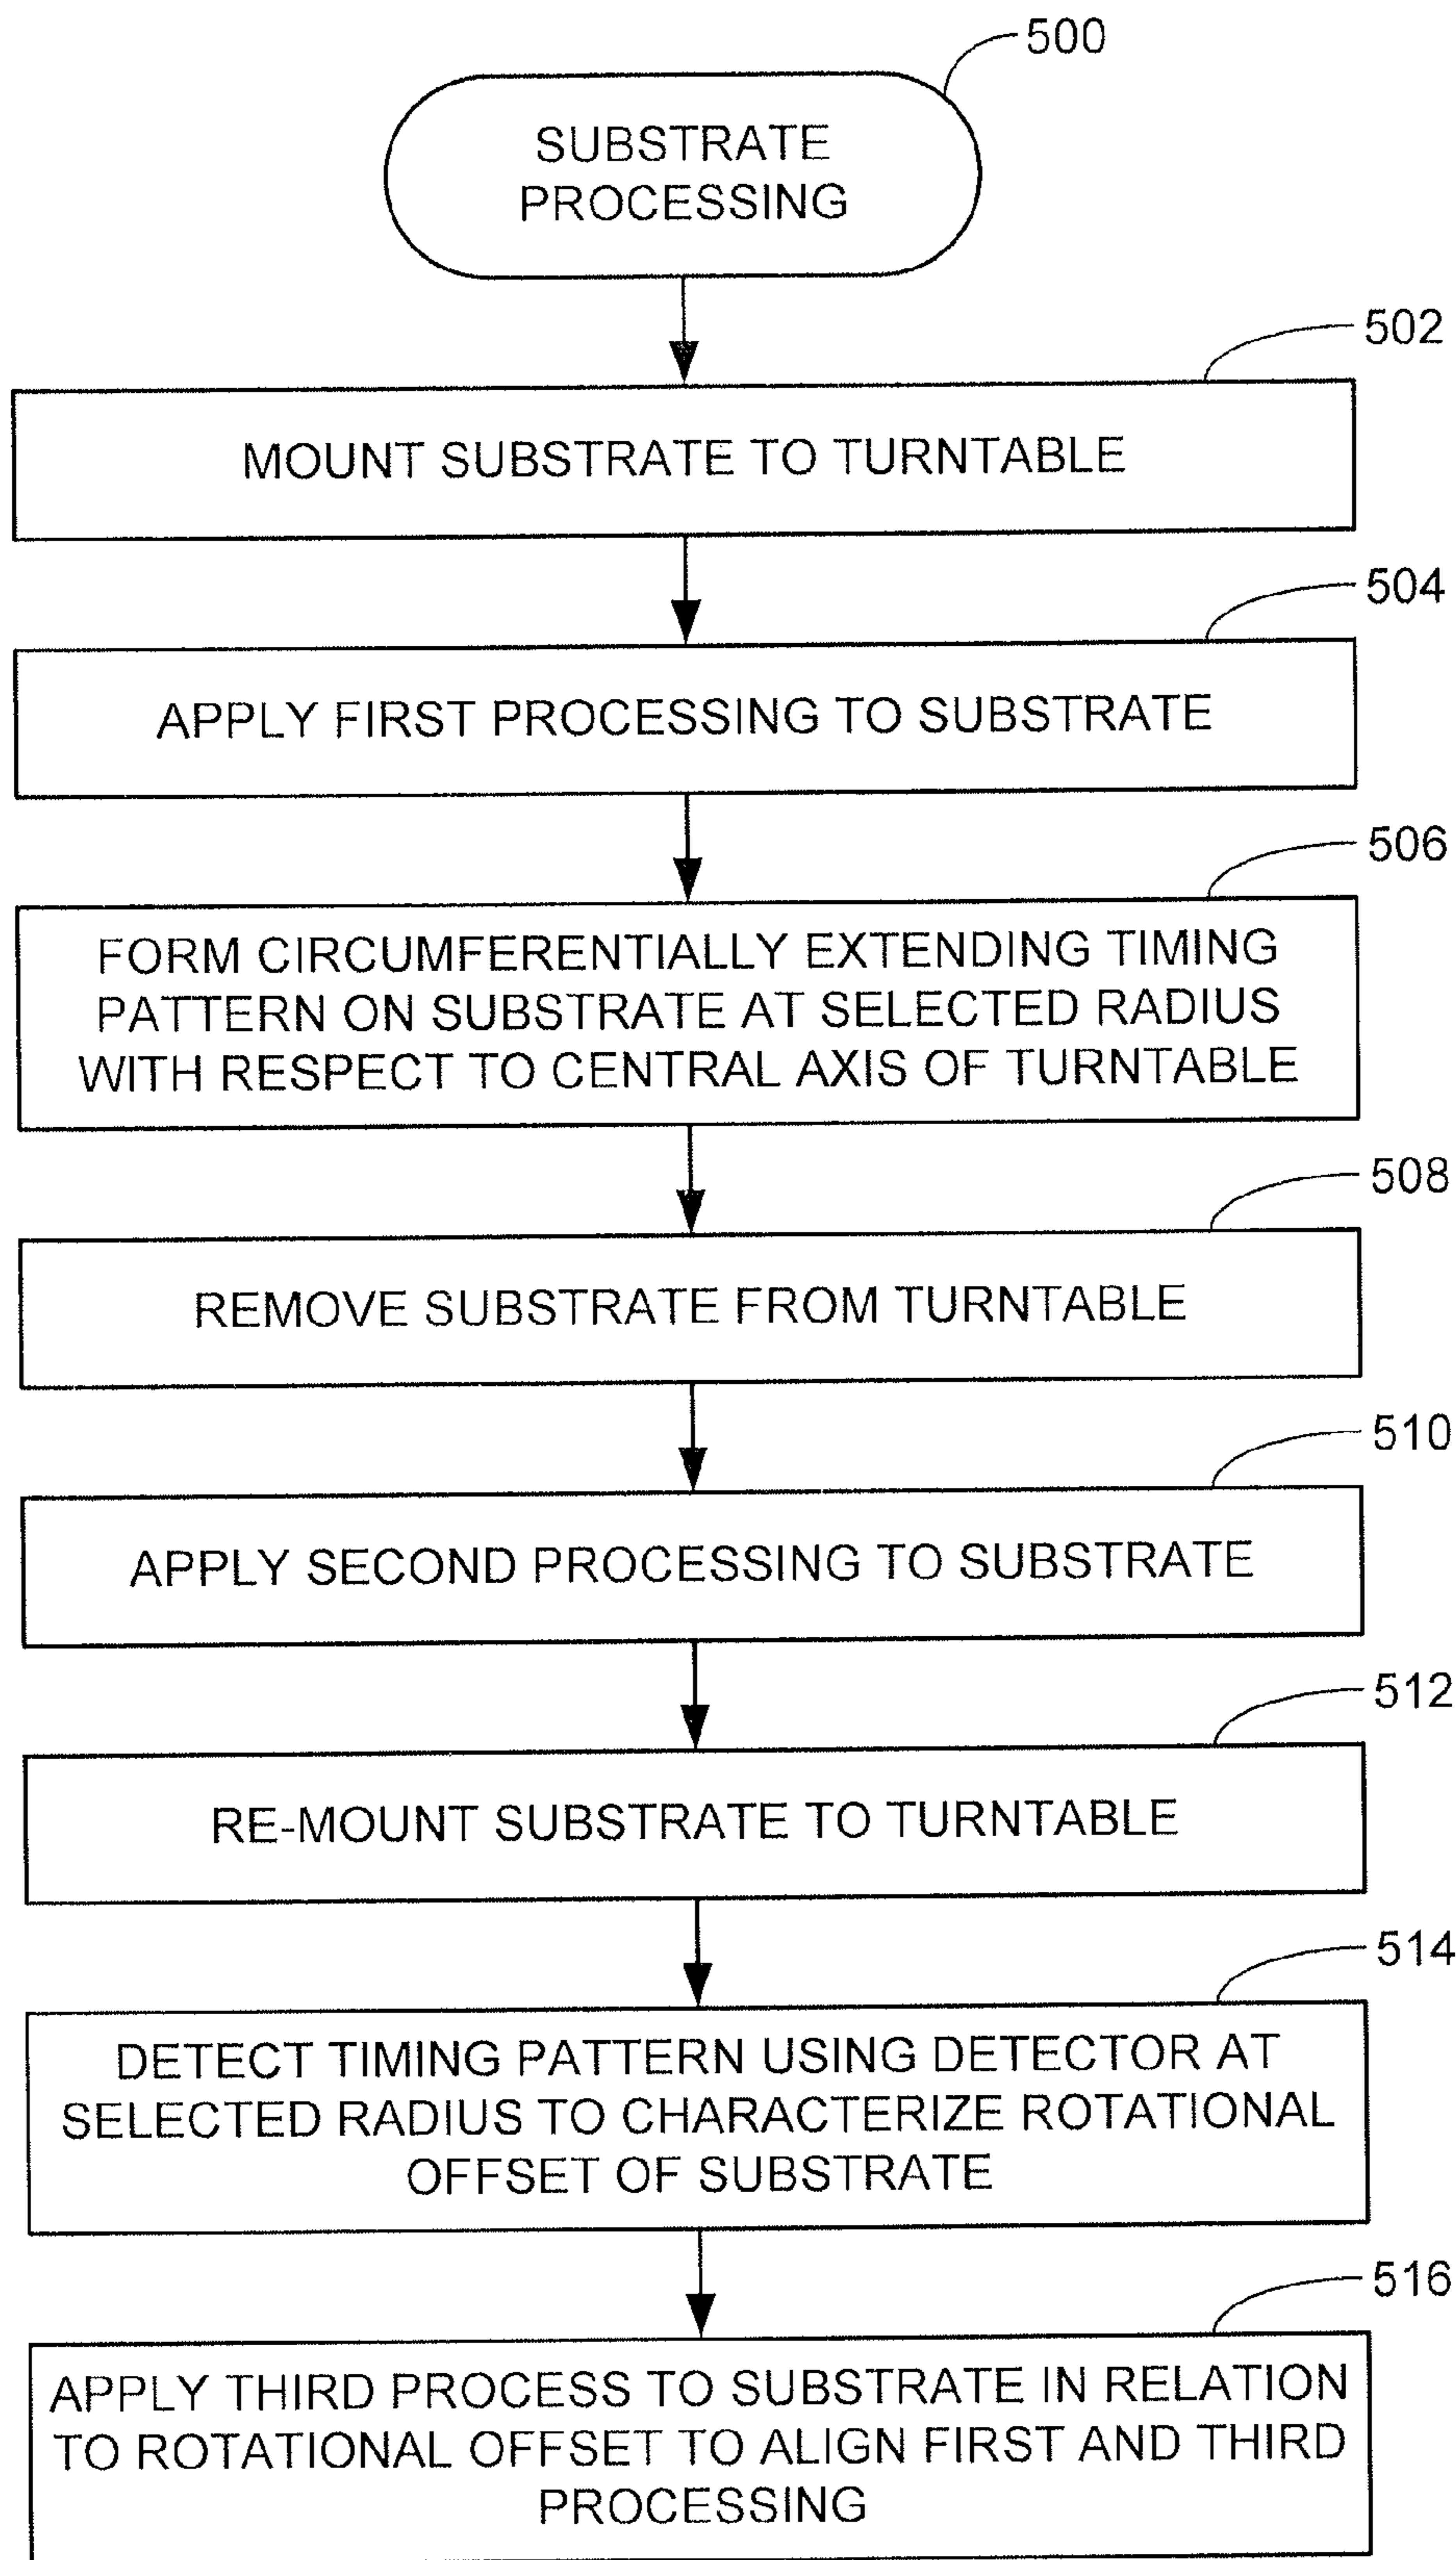 500
SUBSTRATE
PROCESSING
502
MOUNT SUBSTRATE TO TURNTABLE
504
APPLY FIRST PROCESSING TO SUBSTRATE
506
FORM CIRCUMFERENTIALLY EXTENDING TIMING
PATTERN ON SUBSTRATE AT SELECTED RADIUS
WITH RESPECT TO CENTRAL AXIS OF TURNTABLE
508
REMOVE SUBSTRATE FROM TURNTABLE
510
APPLY SECOND PROCESSING TO SUBSTRATE
512
RE-MOUNT SUBSTRATE TO TURNTABLE
514
DETECT TIMING PATTERN USING DETECTOR AT
SELECTED RADIUS TO CHARACTERIZE ROTATIONAL
OFFSET OF SUBSTRATE
516
APPLY THIRD PROCESS TO SUBSTRATE IN RELATION
TO ROTATIONAL OFFSET TO ALIGN FIRST AND THIRD
PROCESSING